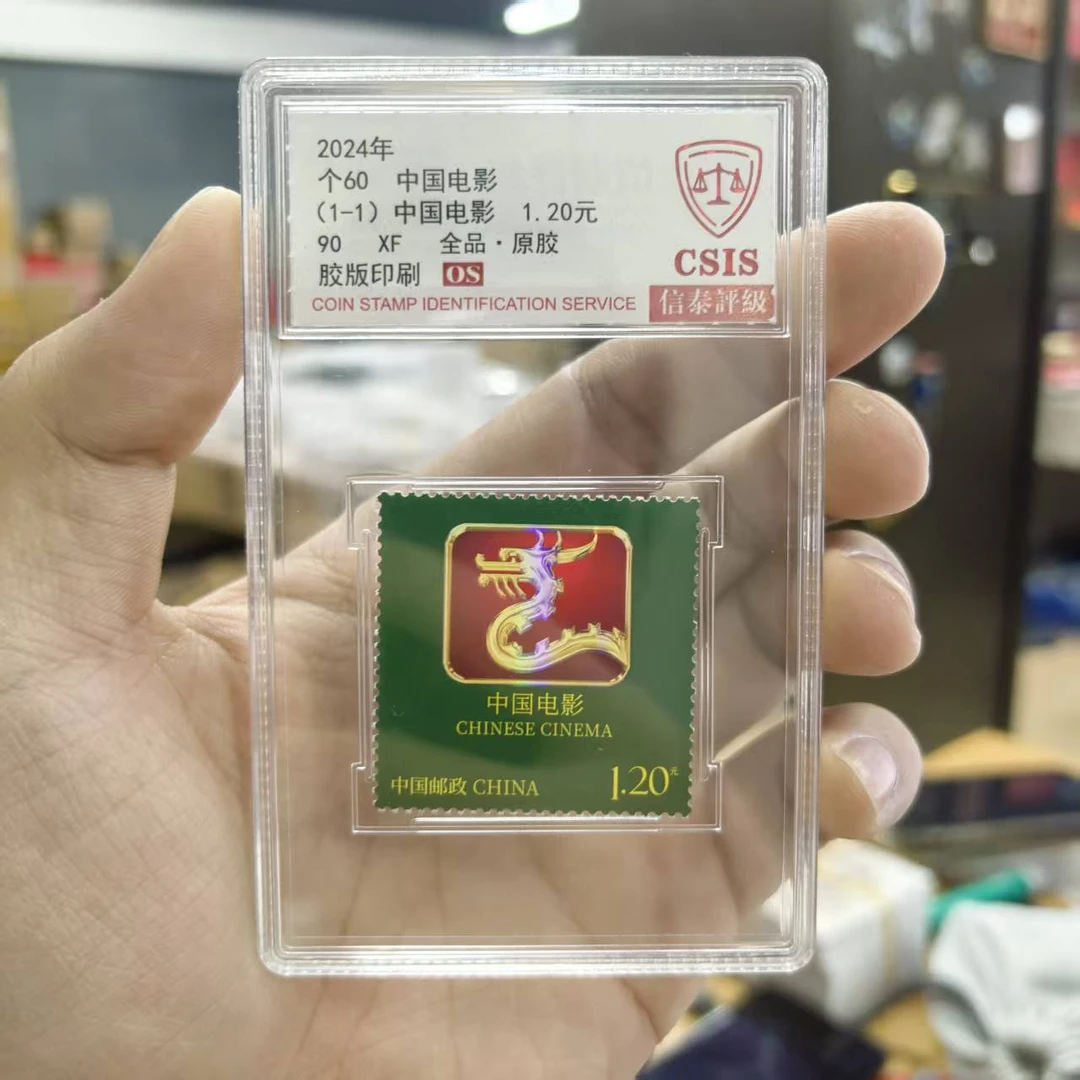 2024年
个60 中国电影
(1-1) 中国电影 1.20元
90 XF 全品·原胶
胶版印刷 OS
COIN STAMP IDENTIFICATION SERVICE
CSIS
信泰評級
中国电影
CHINESE CINEMA
中国邮政 CHINA
1.20元